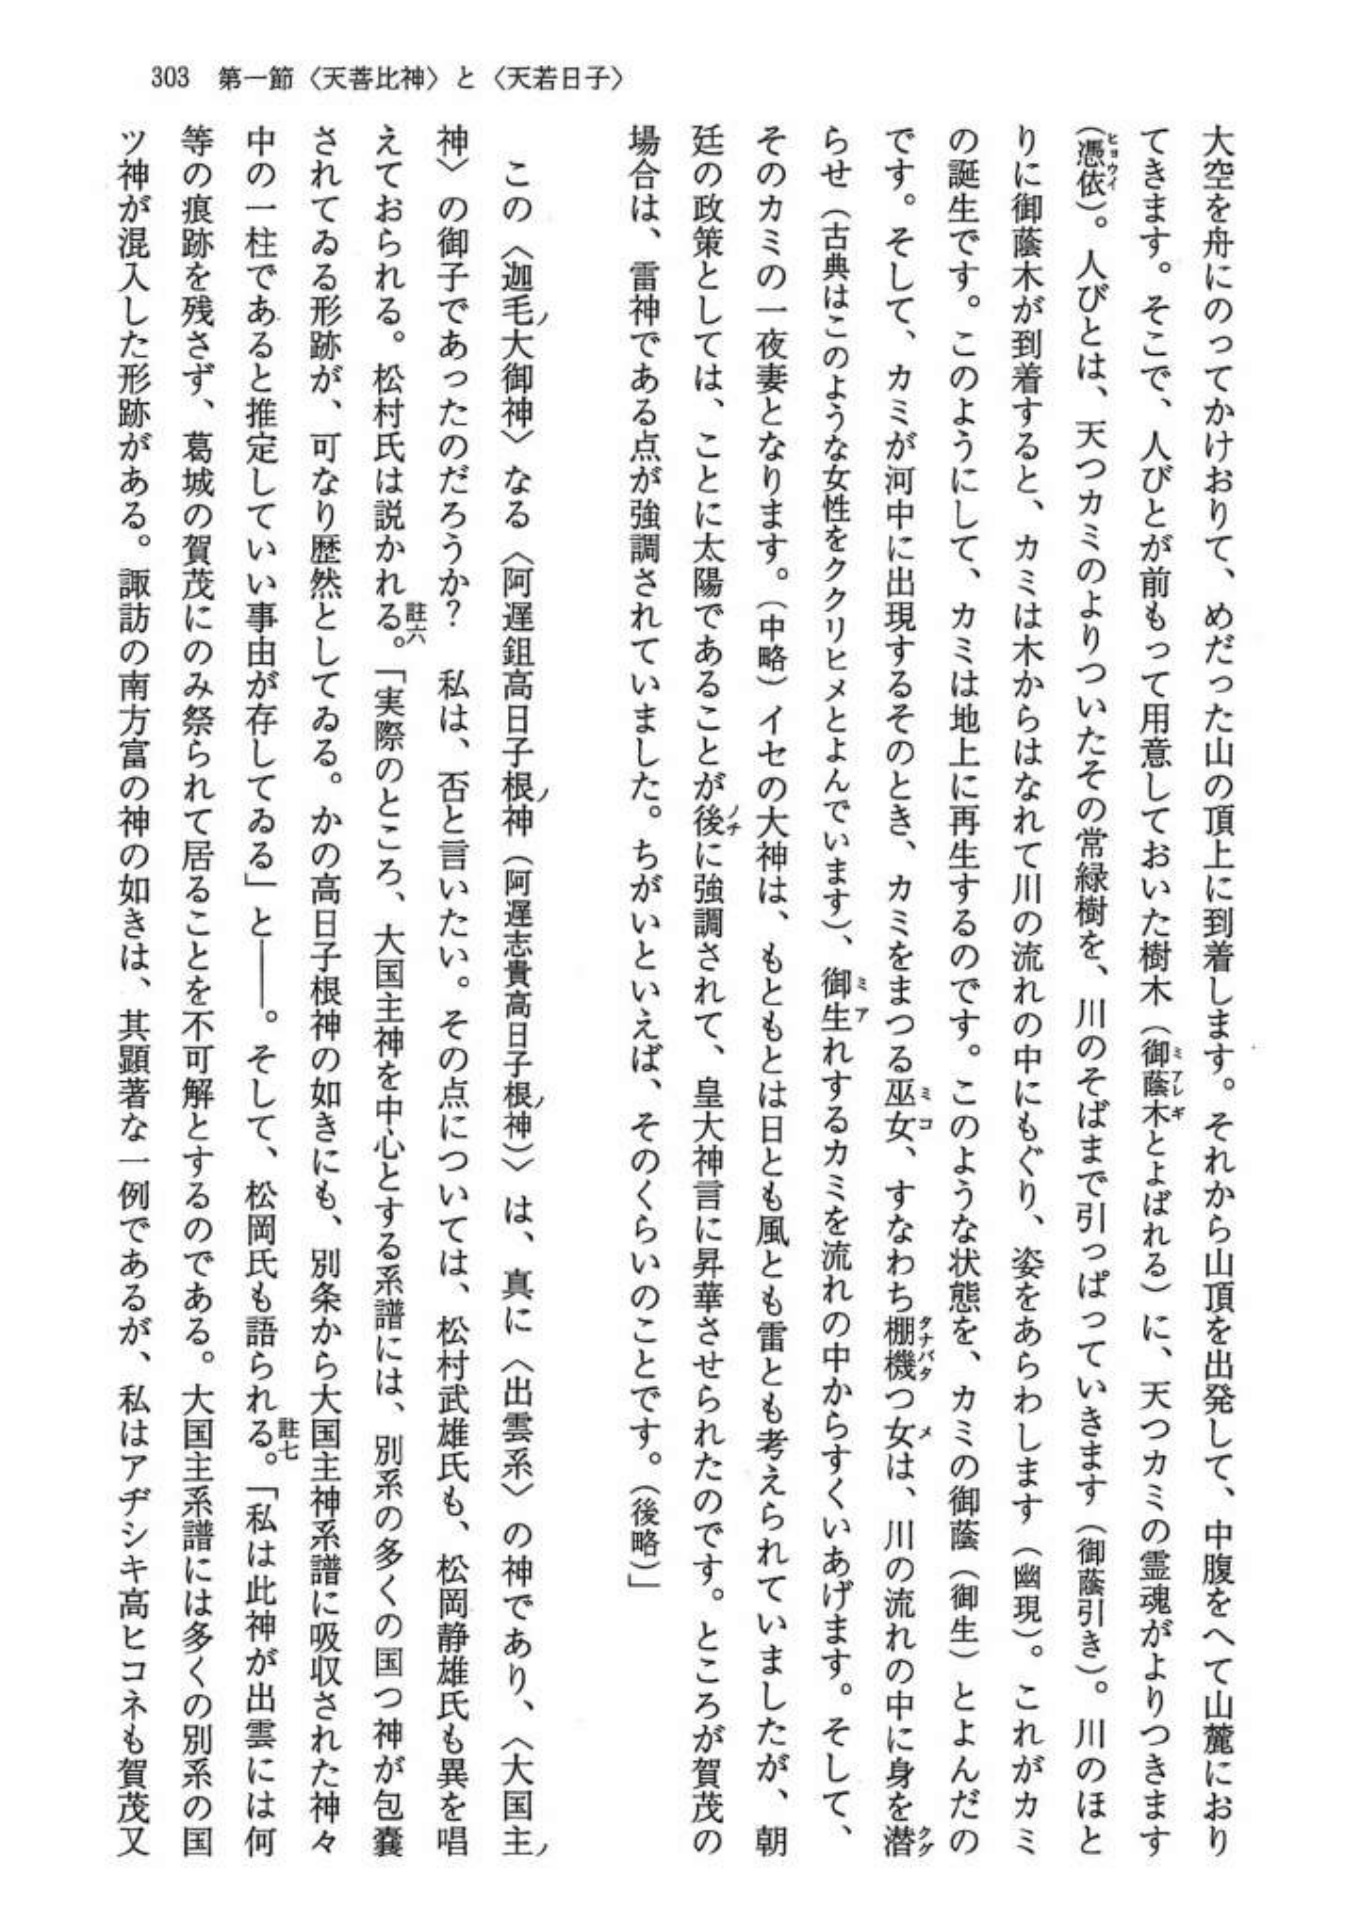 303　第一節〈天菩比神〉と〈天若日子〉
大空を舟にのってかけおりて、めだった山の頂上に到着します。それから山頂を出発して、中腹をへて山麓におり
てきます。そこで、人びとが前もって用意しておいた樹木（御蔭木とよばれる）に、天つカミの霊魂がよりつきます
（憑依）。人びとは、天つカミのよりついたその常緑樹を、川のそばまで引っぱっていきます（御蔭引き）。川のほと
りに御蔭木が到着すると、カミは木からはなれて川の流れの中にもぐり、姿をあらわします（幽現）。これがカミ
の誕生です。このようにして、カミは地上に再生するのです。このような状態を、カミの御蔭（御生）とよんだの
です。そして、カミが河中に出現するそのとき、カミをまつる巫女、すなわち棚機つ女は、川の流れの中に身を潜
らせ（古典はこのような女性をククリヒメとよんでいます）、御生れするカミを流れの中からすくいあげます。そして、
そのカミの一夜妻となります。（中略）イセの大神は、もともとは日とも風とも雷とも考えられていましたが、朝
廷の政策としては、ことに太陽であることが後に強調されて、皇大神言に昇華させられたのです。ところが賀茂の
場合は、雷神である点が強調されていました。ちがいといえば、そのくらいのことです。（後略）」
この〈迦毛ノ大御神〉なる〈阿遅鉏高日子根ノ神（阿遅志貴高日子根ノ神）〉は、真に〈出雲系〉の神であり、〈大国主ノ
神〉の御子であったのだろうか？　私は、否と言いたい。その点については、松村武雄氏も、松岡静雄氏も異を唱
えておられる。松村氏は説かれる註六。「実際のところ、大国主神を中心とする系譜には、別系の多くの国つ神が包嚢
されてゐる形跡が、可なり歴然としてゐる。かの高日子根神の如きにも、別条から大国主神系譜に吸収された神々
中の一柱であると推定していい事由が存してゐる」と――。そして、松岡氏も語られる註七。「私は此神が出雲には何
等の痕跡を残さず、葛城の賀茂にのみ祭られて居ることを不可解とするのである。大国主系譜には多くの別系の国
ツ神が混入した形跡がある。諏訪の南方富の神の如きは、其顕著な一例であるが、私はアヂシキ高ヒコネも賀茂又